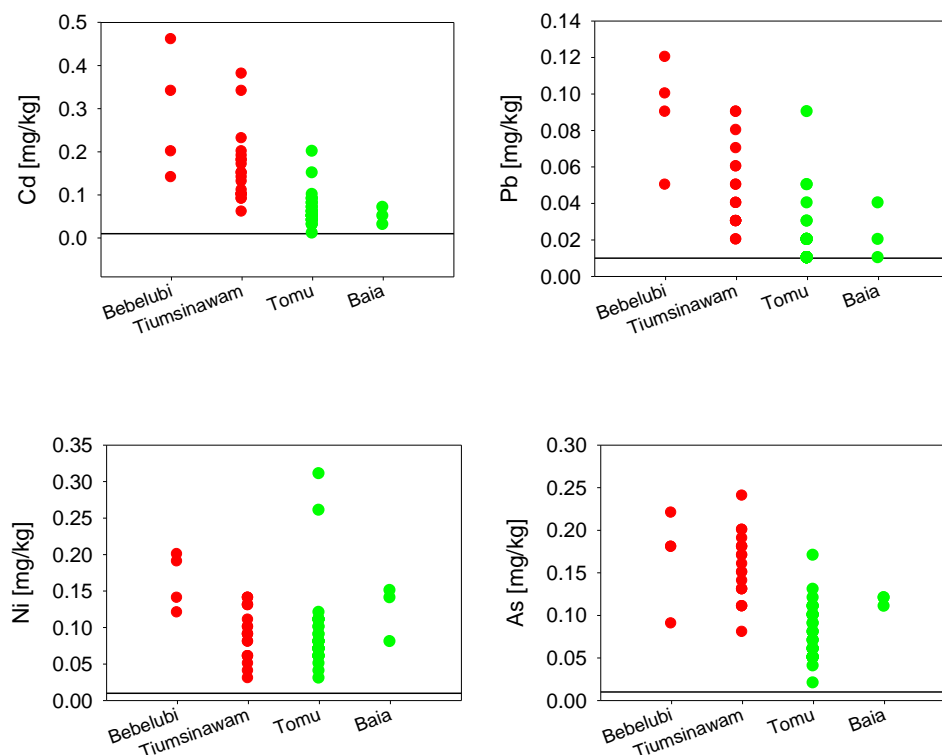 Cd [mg/kg]
0.5
0.4
0.3
0.2
0.1
0.0
Bebelubi
Tiumsinawam
Tomu
Baia
Pb [mg/kg]
0.14
0.12
0.10
0.08
0.06
0.04
0.02
0.00
Bebelubi
Tiumsinawam
Tomu
Baia
Ni [mg/kg]
0.35
0.30
0.25
0.20
0.15
0.10
0.05
0.00
Bebelubi
Tiumsinawam
Tomu
Baia
As [mg/kg]
0.30
0.25
0.20
0.15
0.10
0.05
0.00
Bebelubi
Tiumsinawam
Tomu
Baia